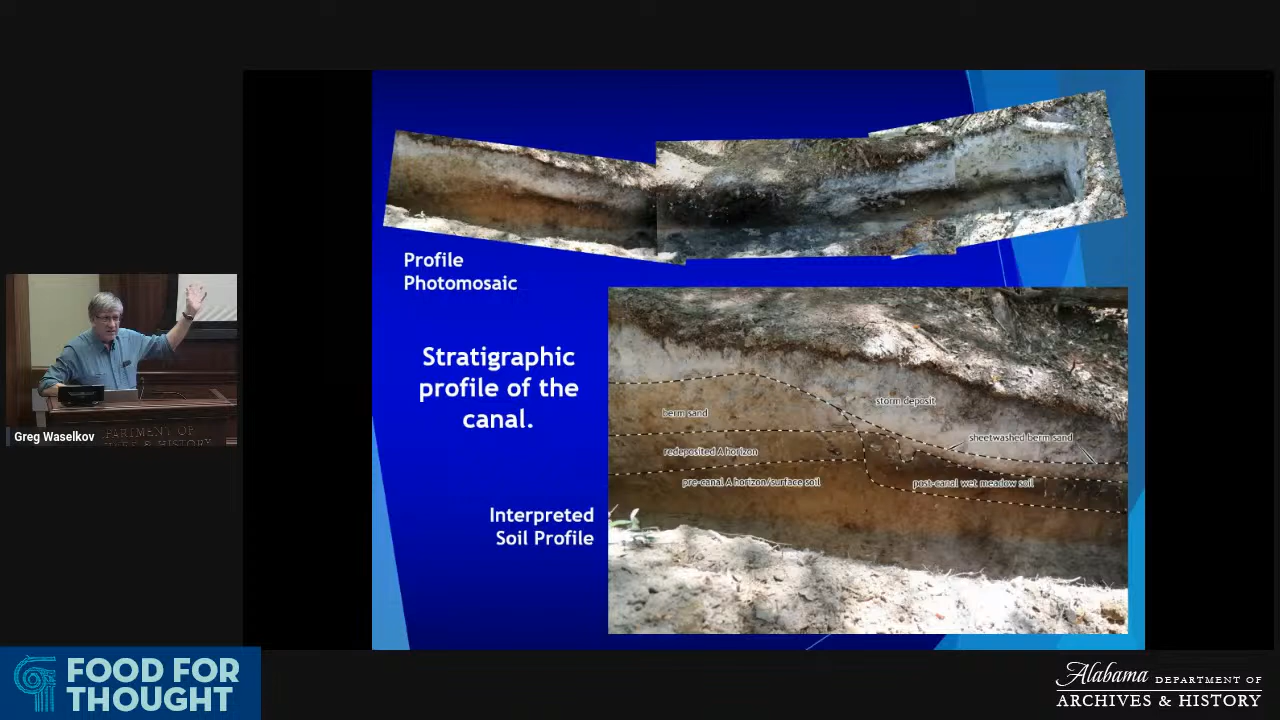 Profile
Photomosaic
Stratigraphic
profile of the
canal.
Interpreted
Soil Profile
storm deposit
berm sand
sheetwashed berm sand
redeposited A horizon
pre-canal A horizon/surface soil
post-canal wet meadow soil
Greg Waselkov
FOOD FOR
THOUGHT
Alabama DEPARTMENT OF
ARCHIVES & HISTORY